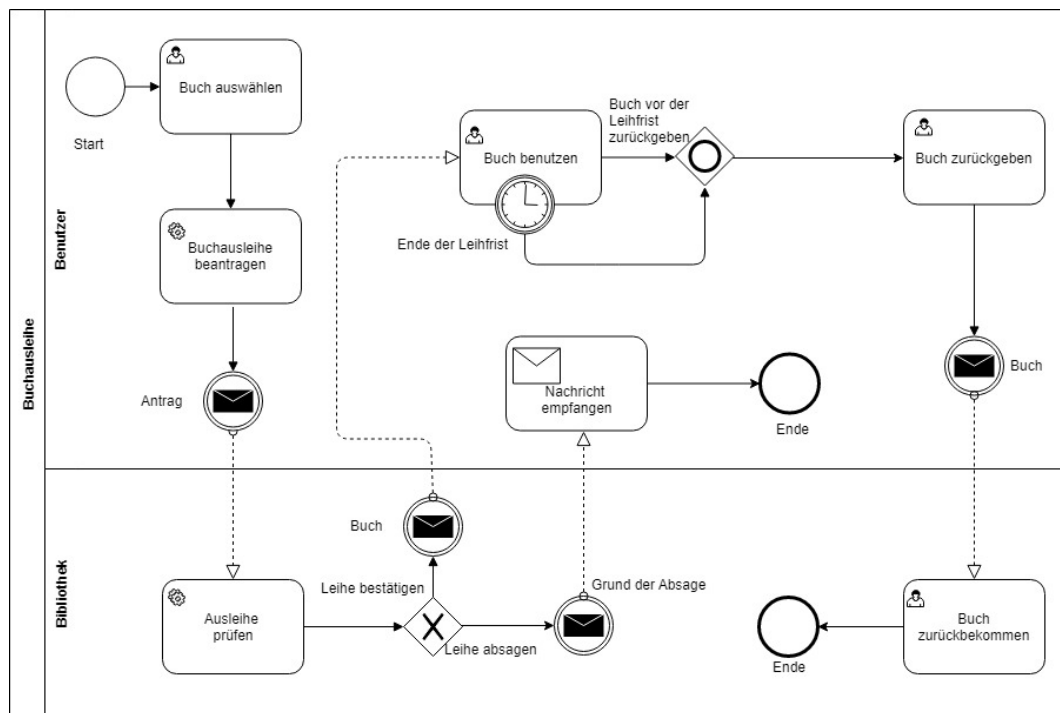 Buchausleihe
Benutzer
Start
Buch auswählen
Buchausleihe
beantragen
Antrag
Buch benutzen
Ende der Leihfrist
Buch vor der
Leihfrist
zurückgeben
Buch zurückgeben
Buch
Nachricht
empfangen
Ende
Bibliothek
Ausleihe
prüfen
Leihe bestätigen
Buch
Leihe absagen
Grund der Absage
Buch
zurückbekommen
Ende